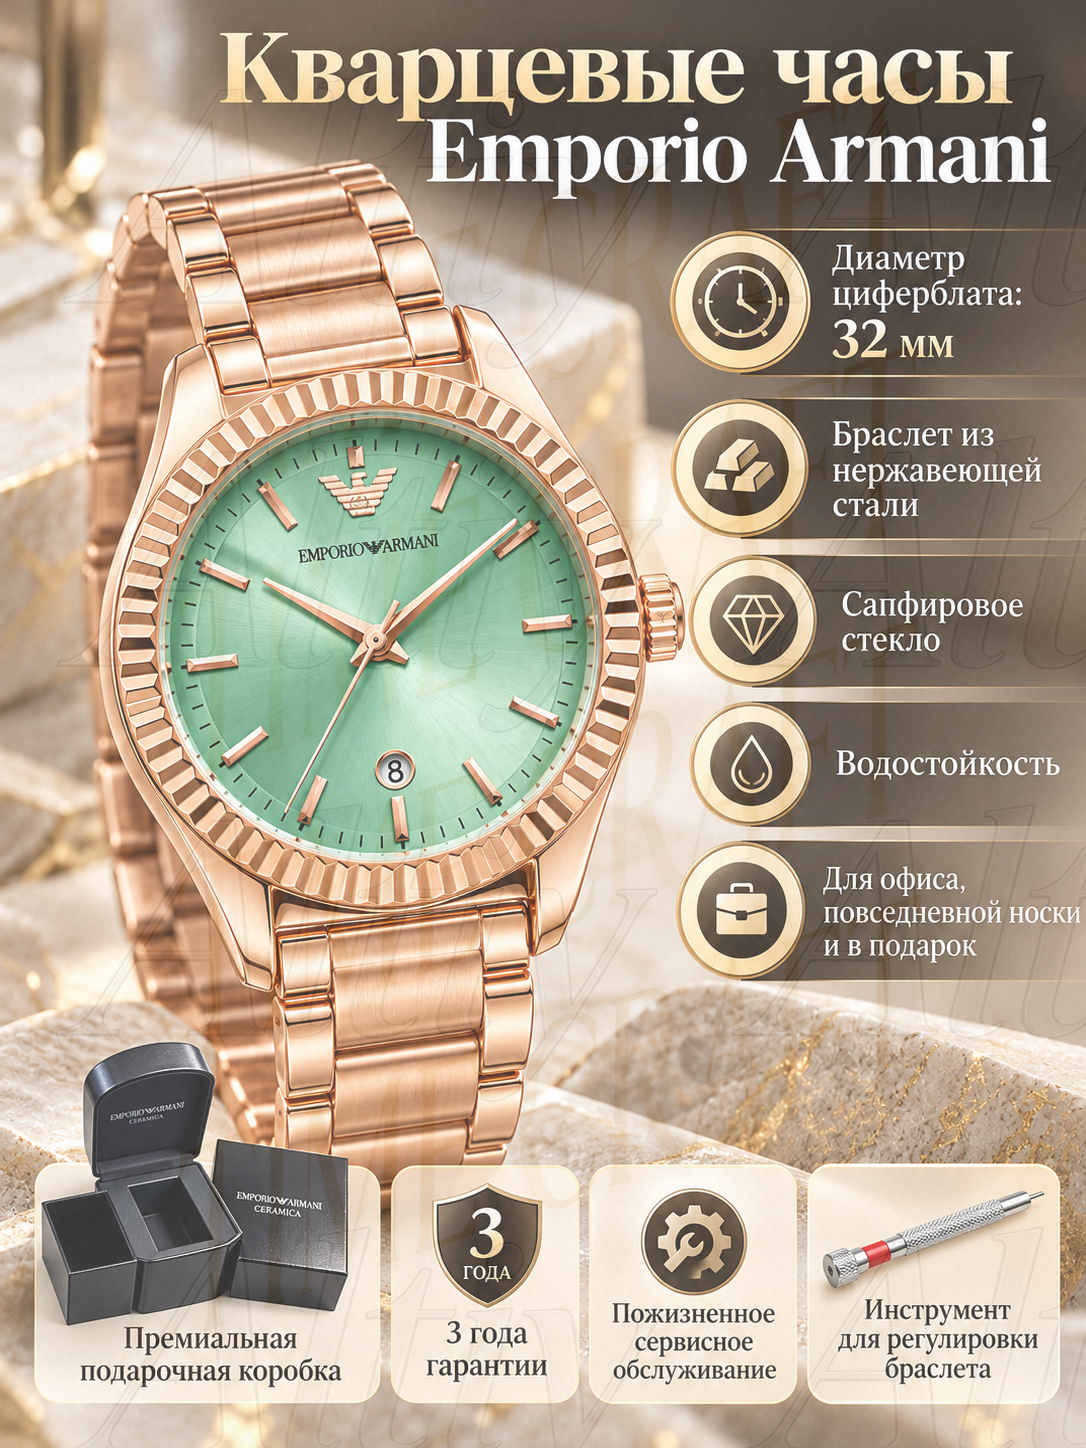 Кварцевые часы
Emporio Armani
Диаметр
циферблата:
32 мм
Браслет из
нержавеющей
стали
Сапфировое
стекло
Водостойкость
Для офиса,
повседневной носки
и в подарок
EMPORIO ARMANI
8
EMPORIO ARMANI
CERAMICA
EMPORIO ARMANI
CERAMICA
Премиальная
подарочная коробка
3
ГОДА
3 года
гарантии
Пожизненное
сервисное
обслуживание
Инструмент
для регулировки
браслета